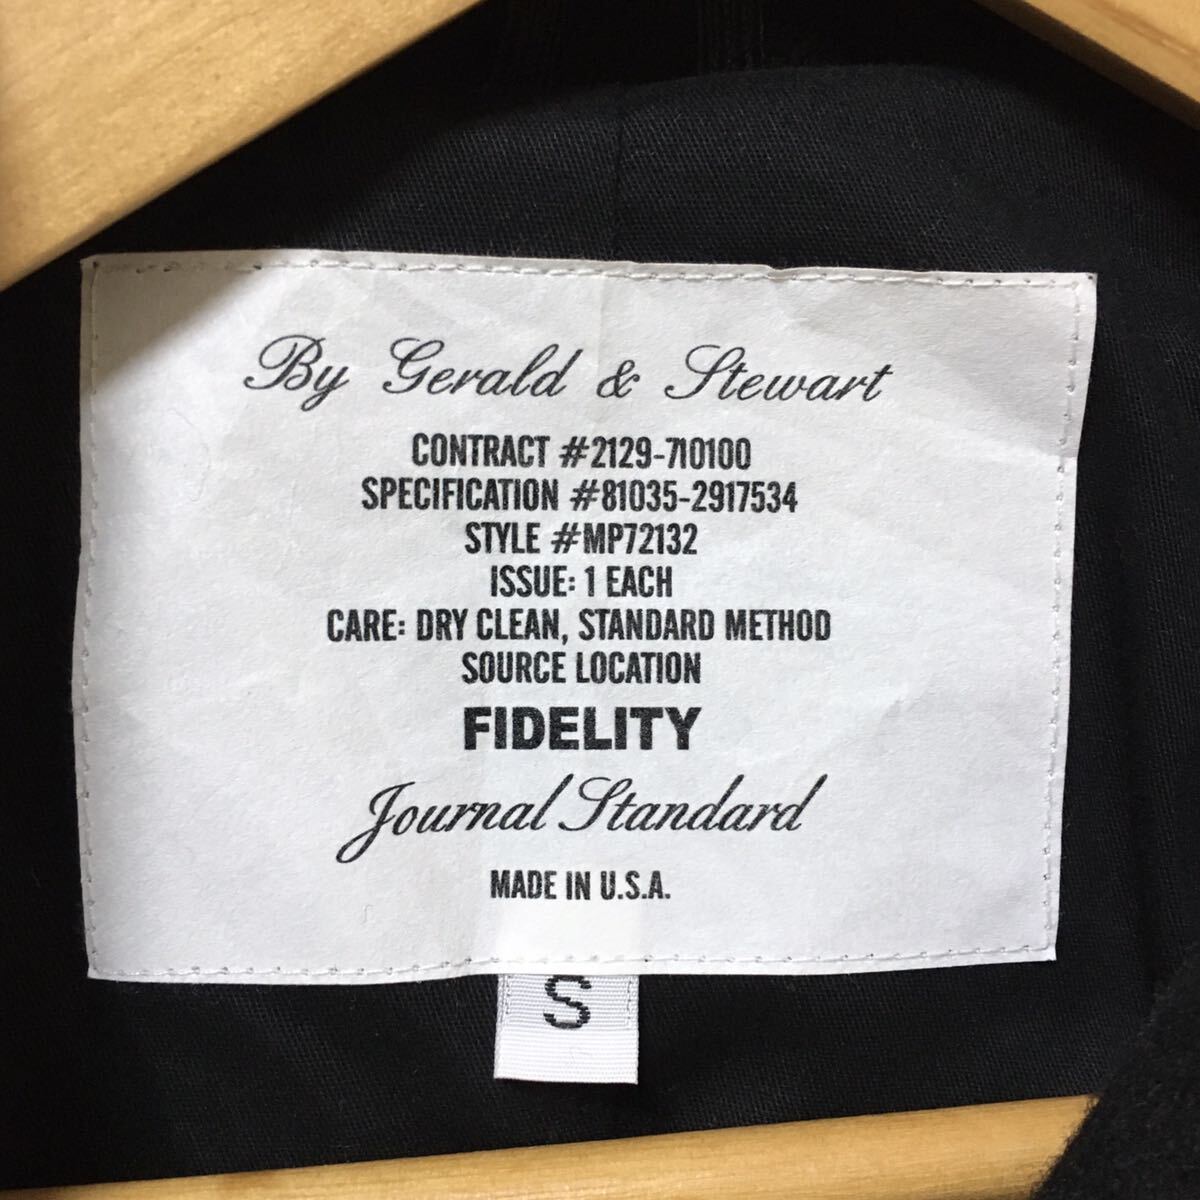 By Gerald & Stewart
CONTRACT #2129-710100
SPECIFICATION #81035-2917534
STYLE #MP72132
ISSUE: 1 EACH
CARE: DRY CLEAN, STANDARD METHOD
SOURCE LOCATION
FIDELITY
Journal Standard
MADE IN U.S.A.
S